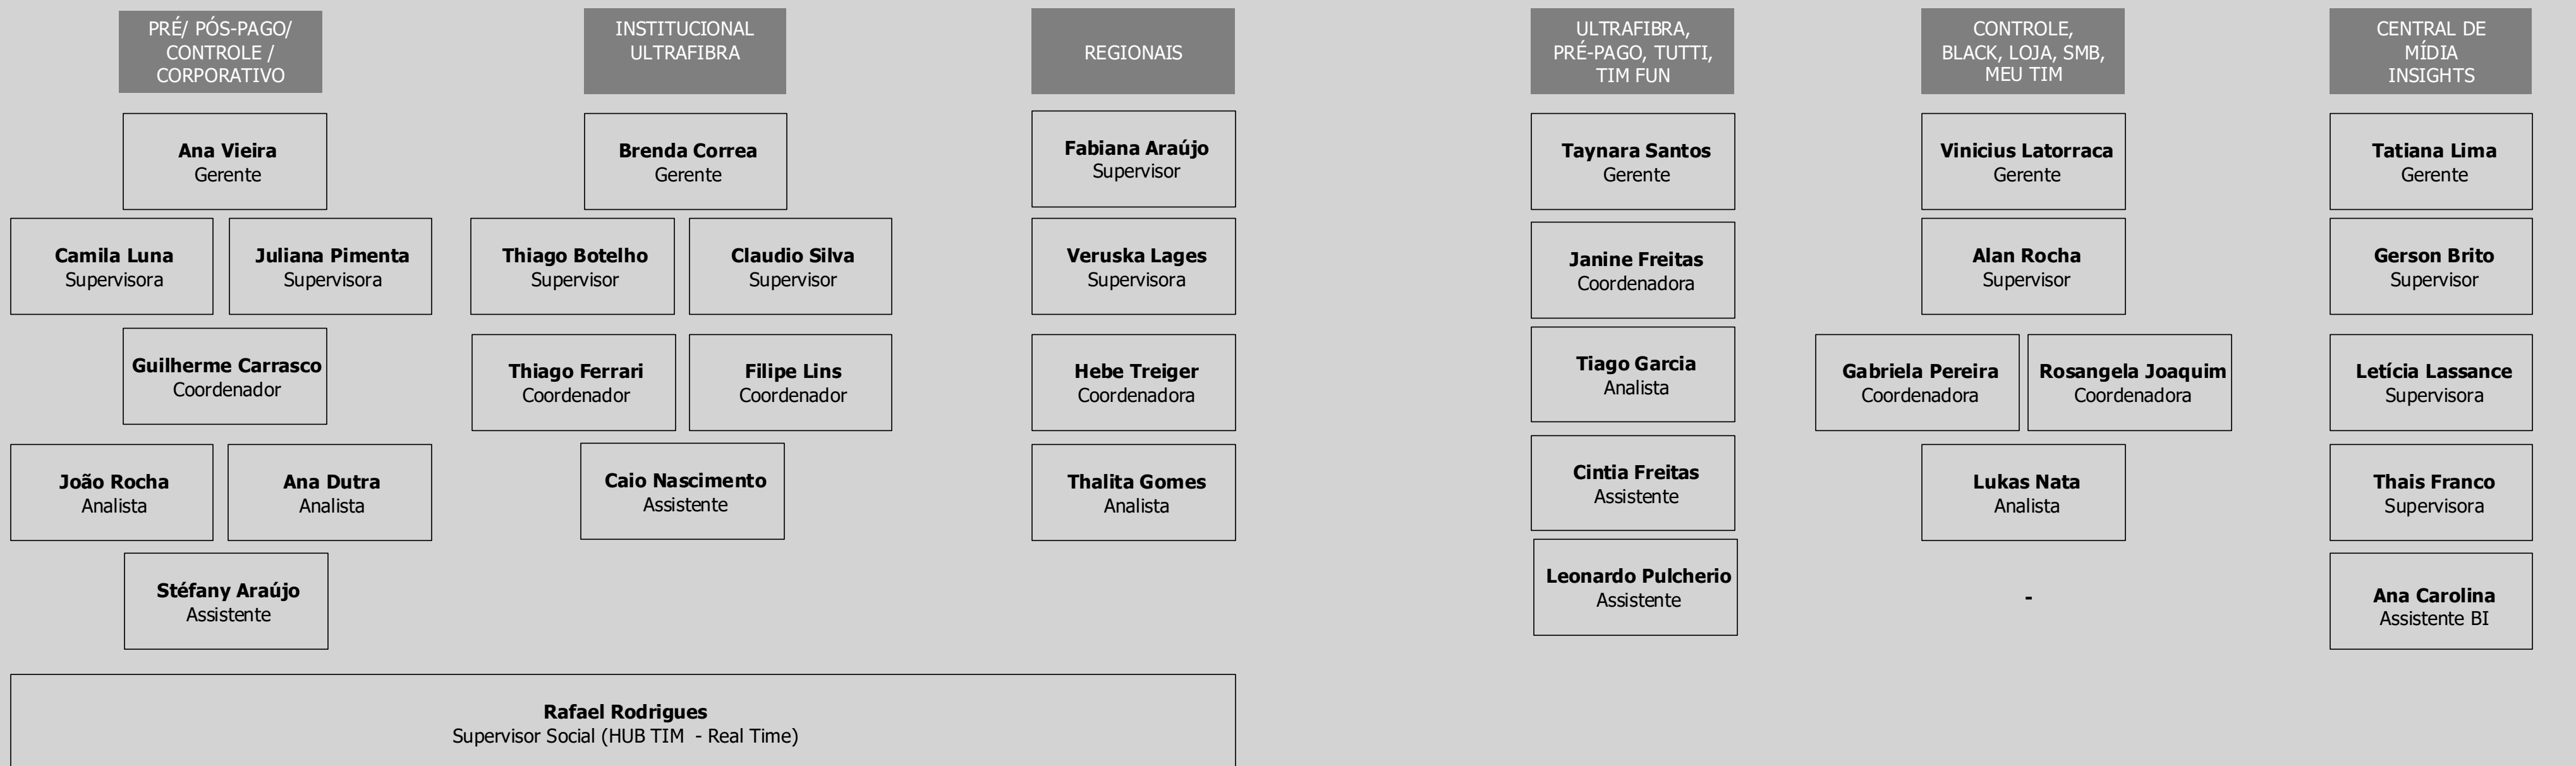 PRÉ/ PÓS-PAGO/
CONTROLE /
CORPORATIVO
Ana Vieira
Gerente
Camila Luna
Supervisora
Juliana Pimenta
Supervisora
Guilherme Carrasco
Coordenador
João Rocha
Analista
Ana Dutra
Analista
Stéfany Araújo
Assistente
INSTITUCIONAL
ULTRAFIBRA
Brenda Correa
Gerente
Thiago Botelho
Supervisor
Claudio Silva
Supervisor
Thiago Ferrari
Coordenador
Filipe Lins
Coordenador
Caio Nascimento
Assistente
REGIONAIS
Fabiana Araújo
Supervisor
Veruska Lages
Supervisora
Hebe Treiger
Coordenadora
Thalita Gomes
Analista
Rafael Rodrigues
Supervisor Social (HUB TIM  - Real Time)
ULTRAFIBRA,
PRÉ-PAGO, TUTTI,
TIM FUN
Taynara Santos
Gerente
Janine Freitas
Coordenadora
Tiago Garcia
Analista
Cintia Freitas
Assistente
Leonardo Pulcherio
Assistente
CONTROLE,
BLACK, LOJA, SMB,
MEU TIM
Vinicius Latorraca
Gerente
Alan Rocha
Supervisor
Gabriela Pereira
Coordenadora
Rosangela Joaquim
Coordenadora
Lukas Nata
Analista
-
CENTRAL DE
MÍDIA
INSIGHTS
Tatiana Lima
Gerente
Gerson Brito
Supervisor
Letícia Lassance
Supervisora
Thais Franco
Supervisora
Ana Carolina
Assistente BI